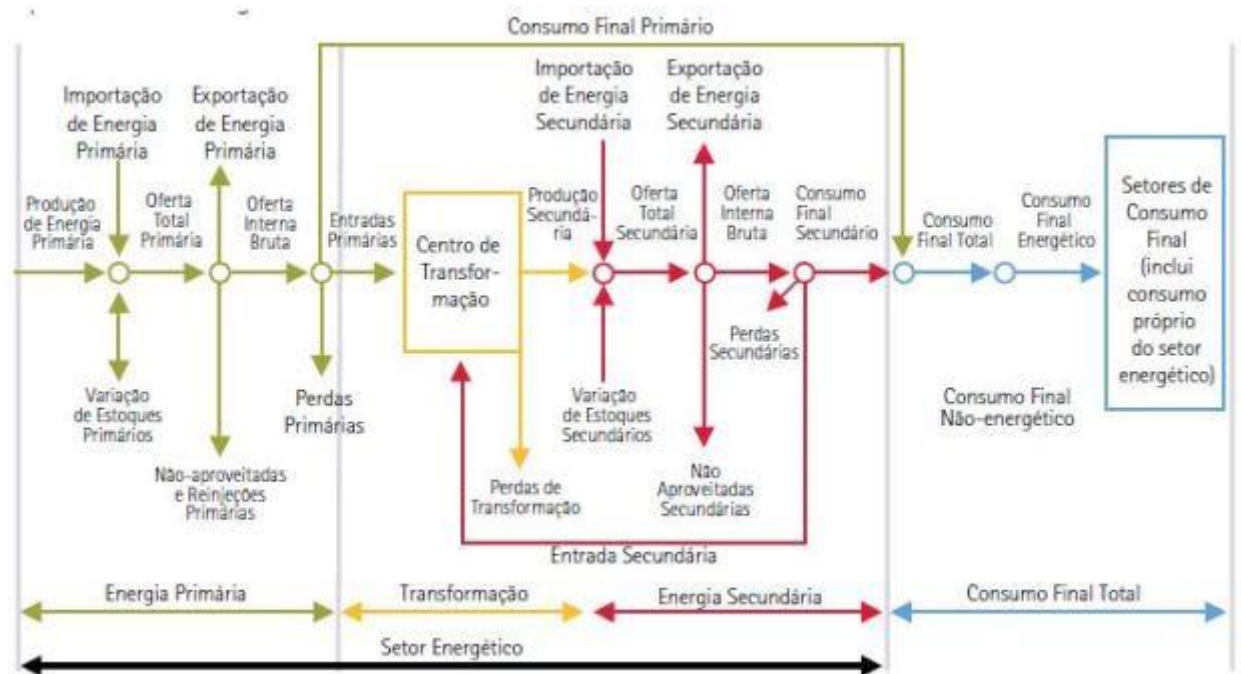 Consumo Final Primário
Importação
de Energia
Primária
Exportação
de Energia
Primária
Importação
de Energia
Secundária
Exportação
de Energia
Secundária
Produção
de Energia
Primária
Oferta
Total
Primária
Oferta
Interna
Bruta
Entradas
Primárias
Centro de
Transfor-
mação
Produção
Secundá-
ria
Oferta
Total
Secundária
Oferta
Interna
Bruta
Consumo
Final
Secundário
Consumo
Final Total
Consumo
Final
Energético
Setores de
Consumo
Final
(inclui
consumo
próprio
do setor
energético)
Variação
de Estoques
Primários
Perdas
Primárias
Não-aproveitadas
e Reinjeções
Primárias
Perdas de
Transformação
Variação
de Estoques
Secundários
Perdas
Secundárias
Não
Aproveitadas
Secundárias
Consumo Final
Não-energético
Entrada Secundária
Energia Primária
Transformação
Energia Secundária
Consumo Final Total
Setor Energético